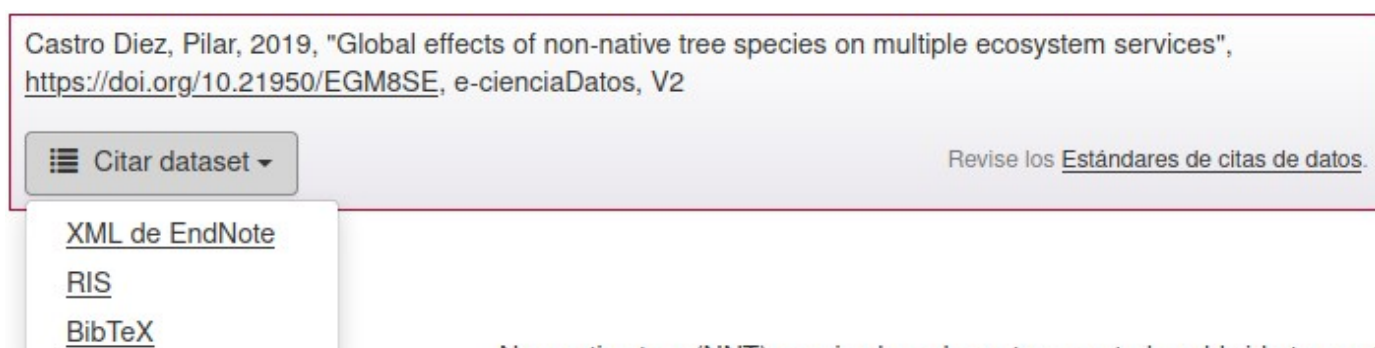 Castro Diez, Pilar, 2019, "Global effects of non-native tree species on multiple ecosystem services",
https://doi.org/10.21950/EGM8SE, e-cienciaDatos, V2
Citar dataset
Revise los Estándares de citas de datos.
XML de EndNote
RIS
BibTeX